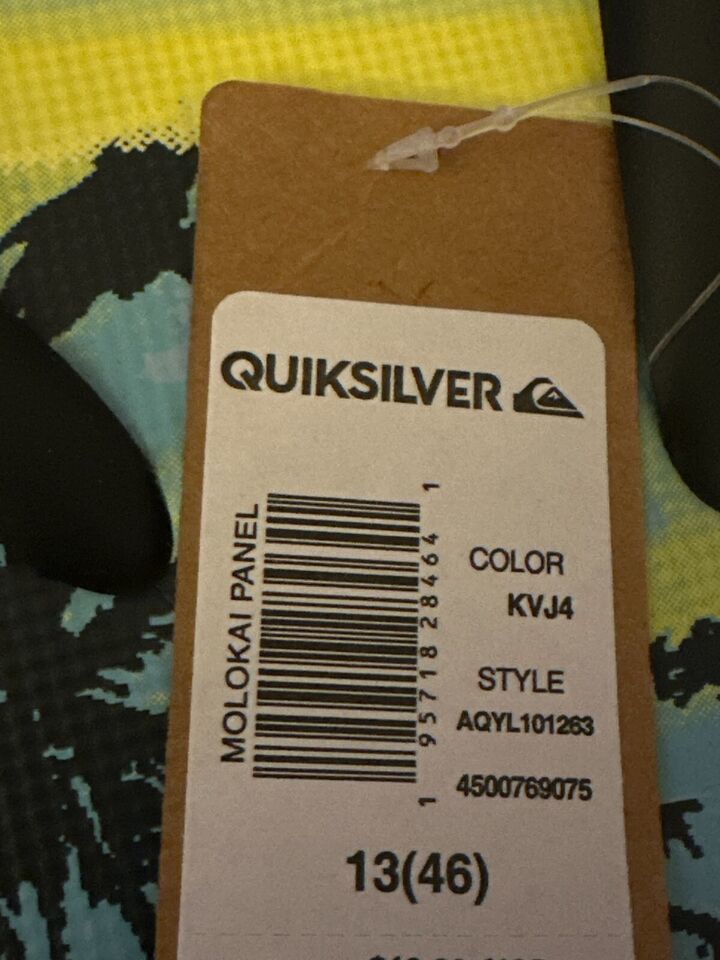 QUIKSILVER
MOLOKAI PANEL
1 95718 28464 1
COLOR
KVJ4
STYLE
AQYL101263
4500769075
13(46)